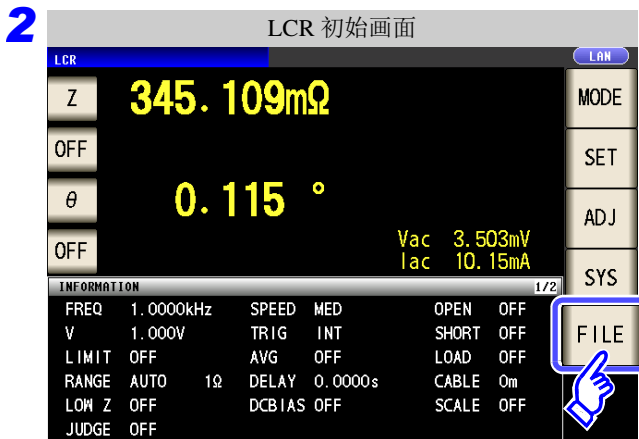 2
LCR 初始画面
LCR
LAN
Z 345.109mΩ
OFF
θ 0.115 °
OFF
Vac 3.503mV
Iac 10.15mA
MODE
SET
ADJ
SYS
FILE
INFORMATION 1/2
FREQ 1.0000kHz SPEED MED OPEN OFF
V 1.000V TRIG INT SHORT OFF
LIMIT OFF AVG OFF LOAD OFF
RANGE AUTO 1Ω DELAY 0.0000s CABLE 0m
LOW Z OFF DCBIAS OFF SCALE OFF
JUDGE OFF